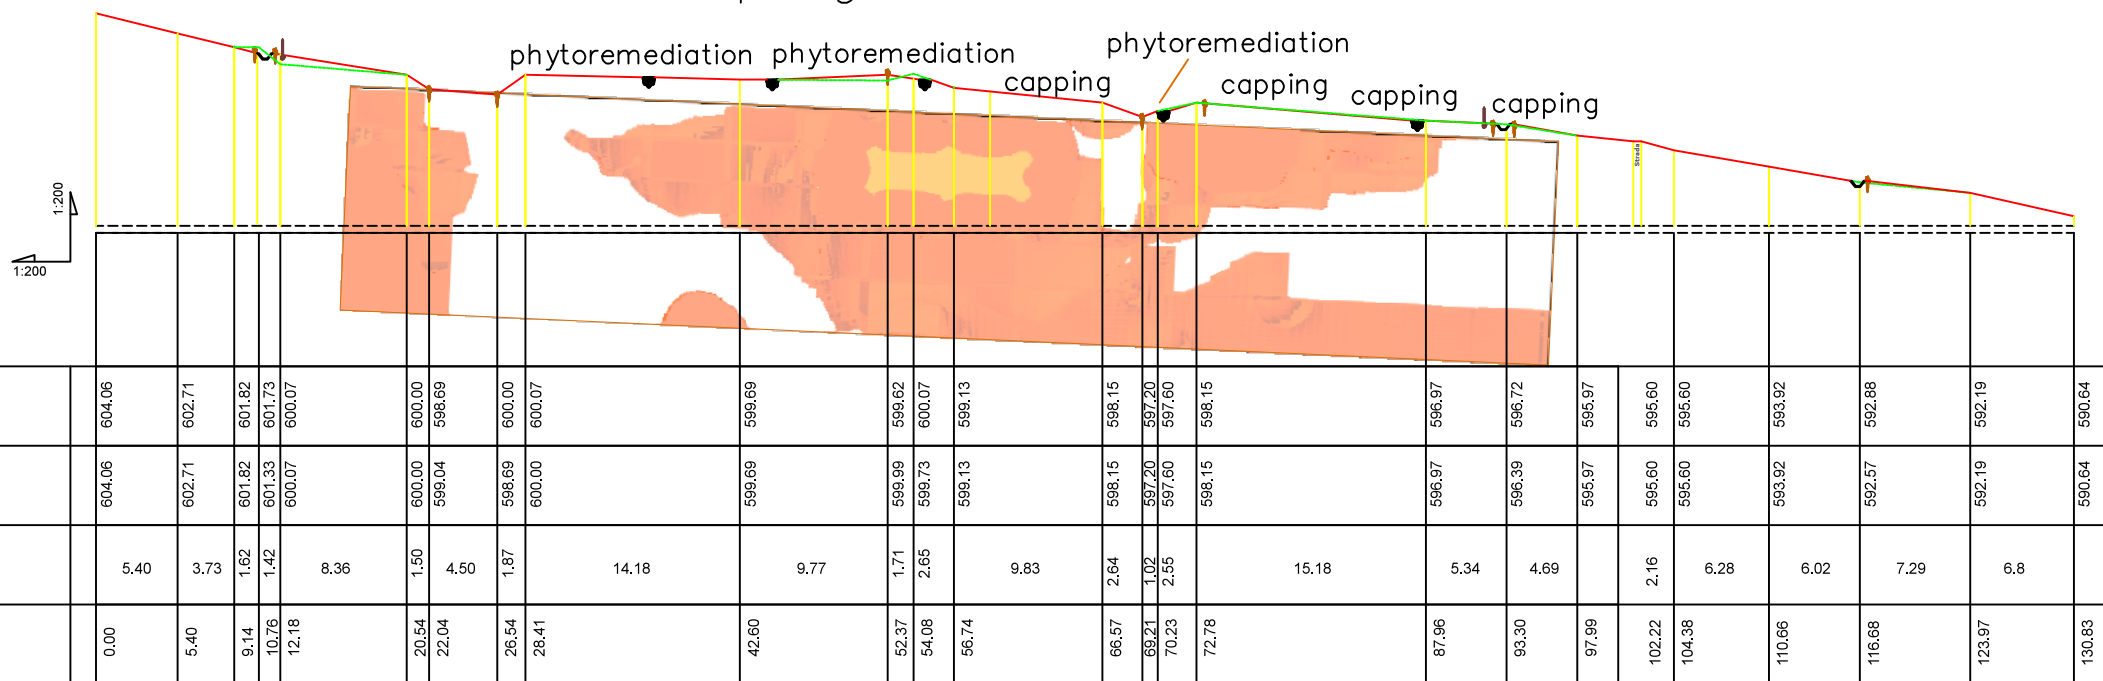 phytoremediation
phytoremediation
phytoremediation
capping
capping
capping
capping
Strada
1:200
1:200
604.06 602.71 601.82 601.73 600.07 600.00 598.69 600.00 600.07 599.69 599.62 600.07 599.13 598.15 597.20 597.60 598.15 596.97 596.72 595.97 595.60 595.60 593.92 592.88 592.19 590.64
604.06 602.71 601.82 601.33 600.07 600.00 599.04 598.69 600.00 599.69 599.99 599.73 599.13 598.15 597.20 597.60 598.15 596.97 596.39 595.97 595.60 595.60 593.92 592.57 592.19 590.64
5.40 3.73 1.62 1.42 8.36 1.50 4.50 1.87 14.18 9.77 1.71 2.65 9.83 2.64 1.02 2.55 15.18 5.34 4.69 2.16 6.28 6.02 7.29 6.8
0.00 5.40 9.14 10.76 12.18 20.54 22.04 26.54 28.41 42.60 52.37 54.08 56.74 66.57 69.21 70.23 72.78 87.96 93.30 97.99 102.22 104.38 110.66 116.68 123.97 130.83